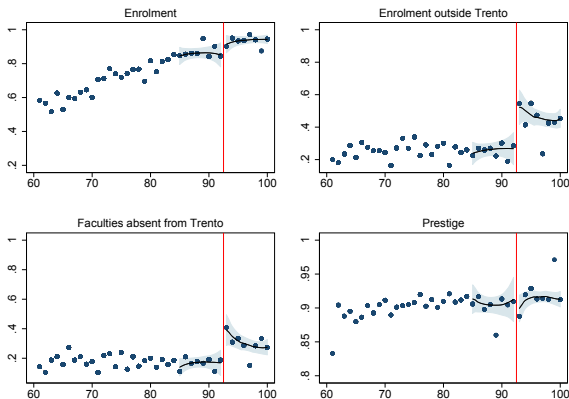 Enrolment
1
.8
.6
.4
.2
60 70 80 90 100
Enrolment outside Trento
1
.8
.6
.4
.2
60 70 80 90 100
Faculties absent from Trento
1
.8
.6
.4
.2
60 70 80 90 100
Prestige
1
.95
.9
.85
.8
60 70 80 90 100